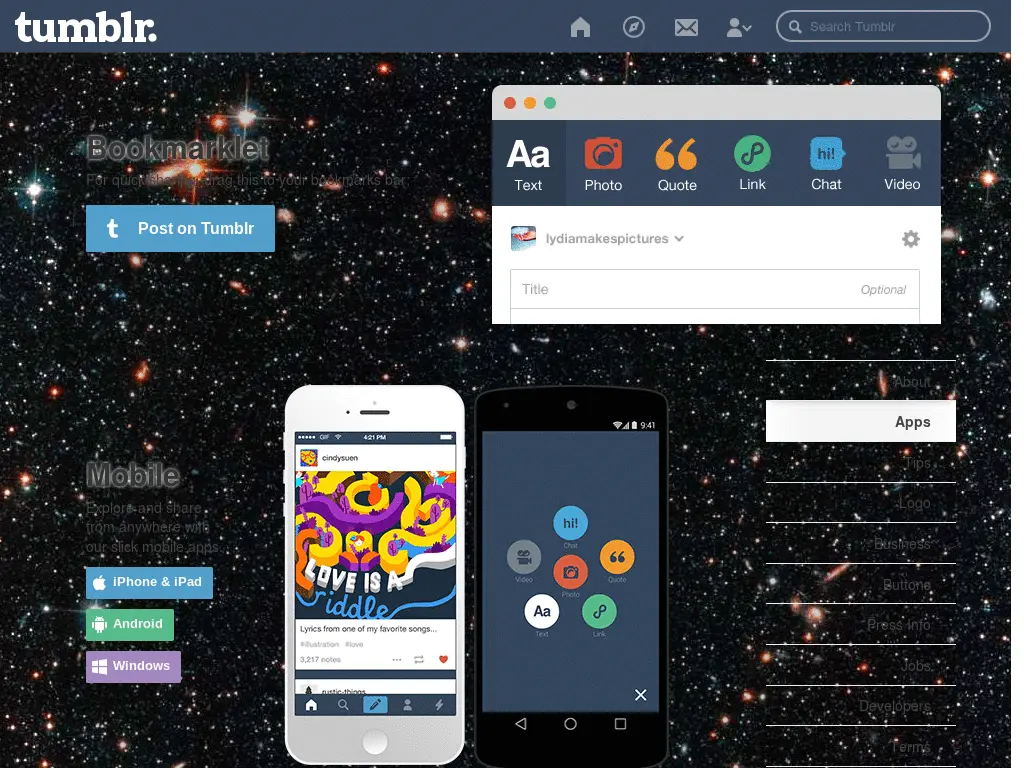 tumblr.
Search Tumblr
Bookmarklet
For quick sharing, drag this to your bookmarks bar
Post on Tumblr
Aa
hi!
Text
Photo
Quote
Link
Chat
Video
lydiamakespictures
Title
Optional
Mobile
Explore and share
from anywhere with
our slick mobile apps.
iPhone & iPad
Android
Windows
GIF
4:21 PM
cindysuen
LOVE IS A
riddle
Lyrics from one of my favorite songs...
#illustration #love
3,217 notes
rustic-things
9:41
hi!
Chat
Video
Quote
Photo
Aa
Text
Link
About
Apps
Tips
Logo
Business
Buttons
Press Info
Jobs
Developers
Terms